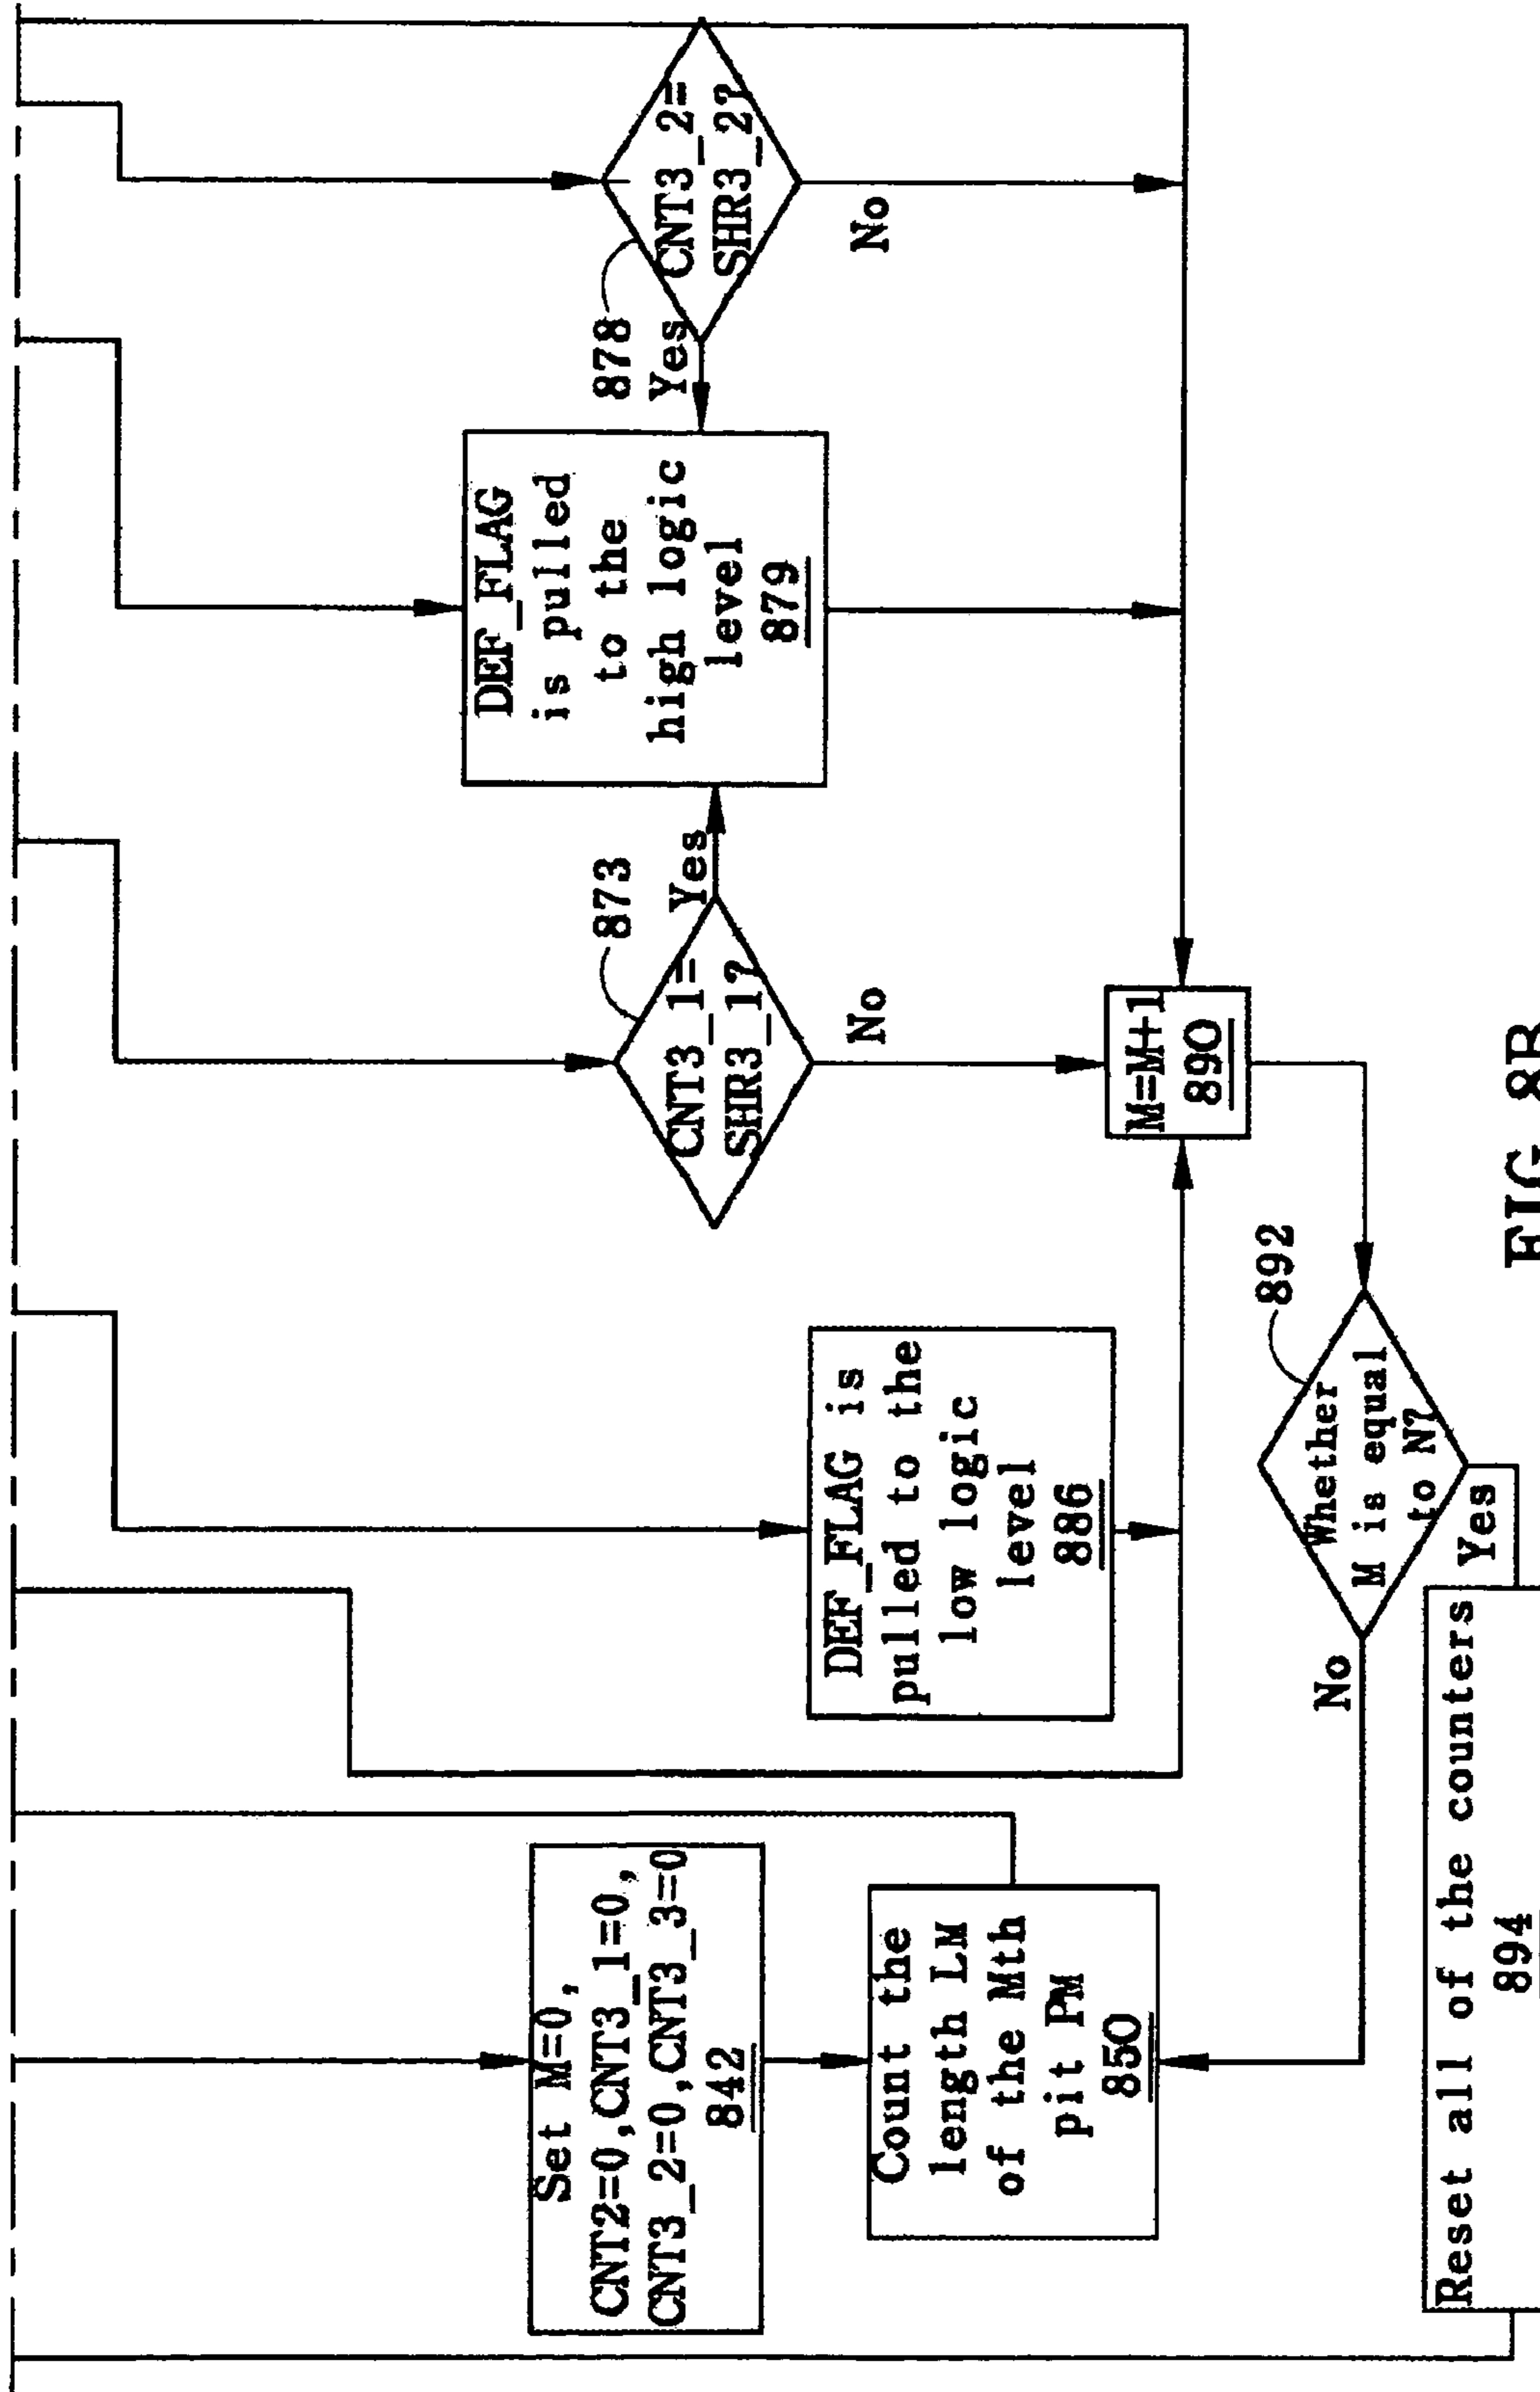 Set M=0,
CNT2=0,CNT3_1=0,
CNT3_2=0,CNT3_3=0
842
Count the
length LM
of the Mth
pit PM
850
DEF_FLAG is
pulled to the
low logic
level
886
CNT3_1=
SHR3_1?
873
Yes
No
DEF_FLAG
is pulled
to the
high logic
level
879
CNT3_2=
SHR3_2?
878
Yes
No
M=M+1
890
Whether
M is equal
to N?
892
No
Yes
Reset all of the counters
894
FIG. 8B